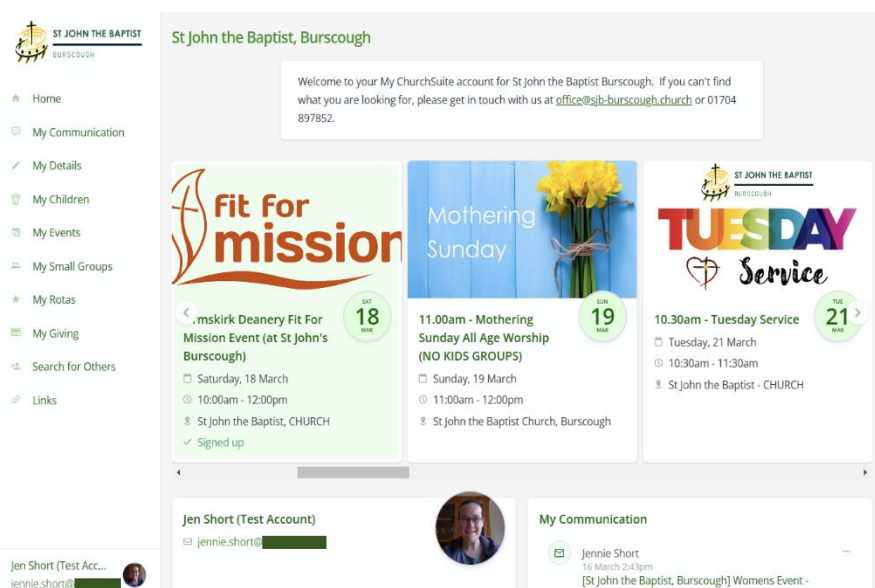 ST JOHN THE BAPTIST
BURSCOUGH
Home
My Communication
My Details
My Children
My Events
My Small Groups
My Rotas
My Giving
Search for Others
Links
Jen Short (Test Acc...
jennie.short@
St John the Baptist, Burscough
Welcome to your My ChurchSuite account for St John the Baptist Burscough. If you can't find
what you are looking for, please get in touch with us at office@sjb-burscough.church or 01704
897852.
fit for
mission
SAT
18
MAR
rmskirk Deanery Fit For
Mission Event (at St John's
Burscough)
Saturday, 18 March
10:00am - 12:00pm
St John the Baptist, CHURCH
Signed up
Mothering
Sunday
SUN
19
MAR
11.00am - Mothering
Sunday All Age Worship
(NO KIDS GROUPS)
Sunday, 19 March
11:00am - 12:00pm
St John the Baptist Church, Burscough
ST JOHN THE BAPTIST
BURSCOUGH
TUESDAY
Service
TUE
21
MAR
10.30am - Tuesday Service
Tuesday, 21 March
10:30am - 11:30am
St John the Baptist - CHURCH
Jen Short (Test Account)
jennie.short@
My Communication
Jennie Short
16 March 2:43pm
[St John the Baptist, Burscough] Womens Event -